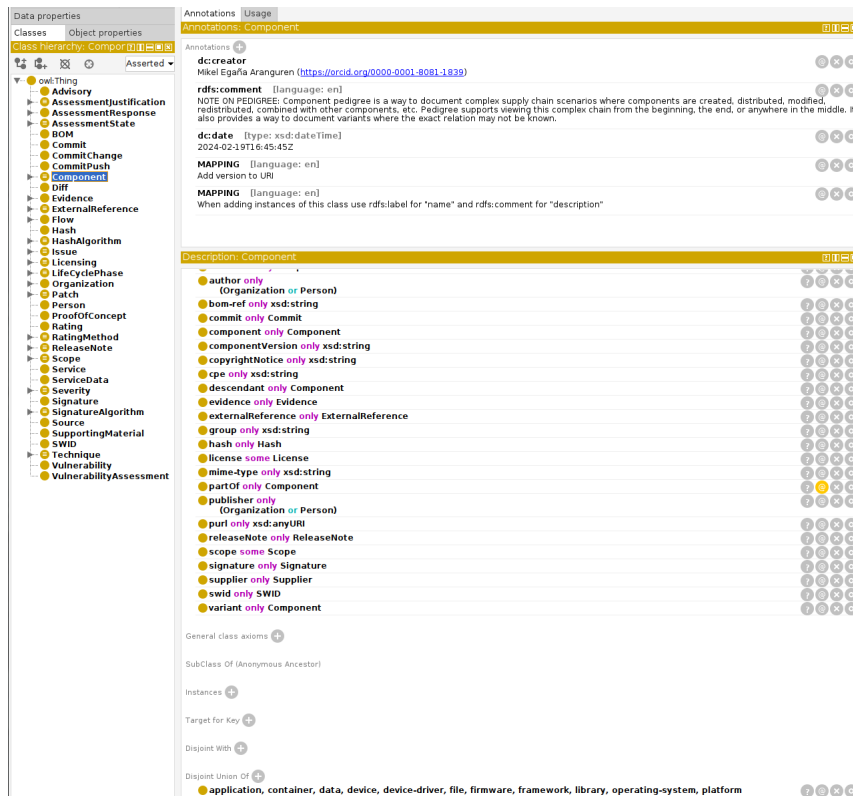 Data properties
Classes Object properties
Class hierarchy: Compor
Asserted
owl:Thing
Advisory
AssessmentJustification
AssessmentResponse
AssessmentState
BOM
Commit
CommitChange
CommitPush
Component
Diff
Evidence
ExternalReference
Flow
Hash
HashAlgorithm
Issue
Licensing
LifeCyclePhase
Organization
Patch
Person
ProofOfConcept
Rating
RatingMethod
ReleaseNote
Scope
Service
ServiceData
Severity
Signature
SignatureAlgorithm
Source
SupportingMaterial
SWID
Technique
Vulnerability
VulnerabilityAssessment
Annotations Usage
Annotations: Component
Annotations
dc:creator
Mikel Egaña Aranguren (https://orcid.org/0000-0001-8081-1839)
rdfs:comment [language: en]
NOTE ON PEDIGREE: Component pedigree is a way to document complex supply chain scenarios where components are created, distributed, modified,
redistributed, combined with other components, etc. Pedigree supports viewing this complex chain from the beginning, the end, or anywhere in the middle.
also provides a way to document variants where the exact relation may not be known.
dc:date [type: xsd:dateTime]
2024-02-19T16:45:45Z
MAPPING [language: en]
Add version to URI
MAPPING [language: en]
When adding instances of this class use rdfs:label for "name" and rdfs:comment for "description"
Description: Component
author only
(Organization or Person)
bom-ref only xsd:string
commit only Commit
component only Component
componentVersion only xsd:string
copyrightNotice only xsd:string
cpe only xsd:string
descendant only Component
evidence only Evidence
externalReference only ExternalReference
group only xsd:string
hash only Hash
license some License
mime-type only xsd:string
partOf only Component
publisher only
(Organization or Person)
purl only xsd:anyURI
releaseNote only ReleaseNote
scope some Scope
signature only Signature
supplier only Supplier
swid only SWID
variant only Component
General class axioms
SubClass Of (Anonymous Ancestor)
Instances
Target for Key
Disjoint With
Disjoint Union Of
application, container, data, device, device-driver, file, firmware, framework, library, operating-system, platform